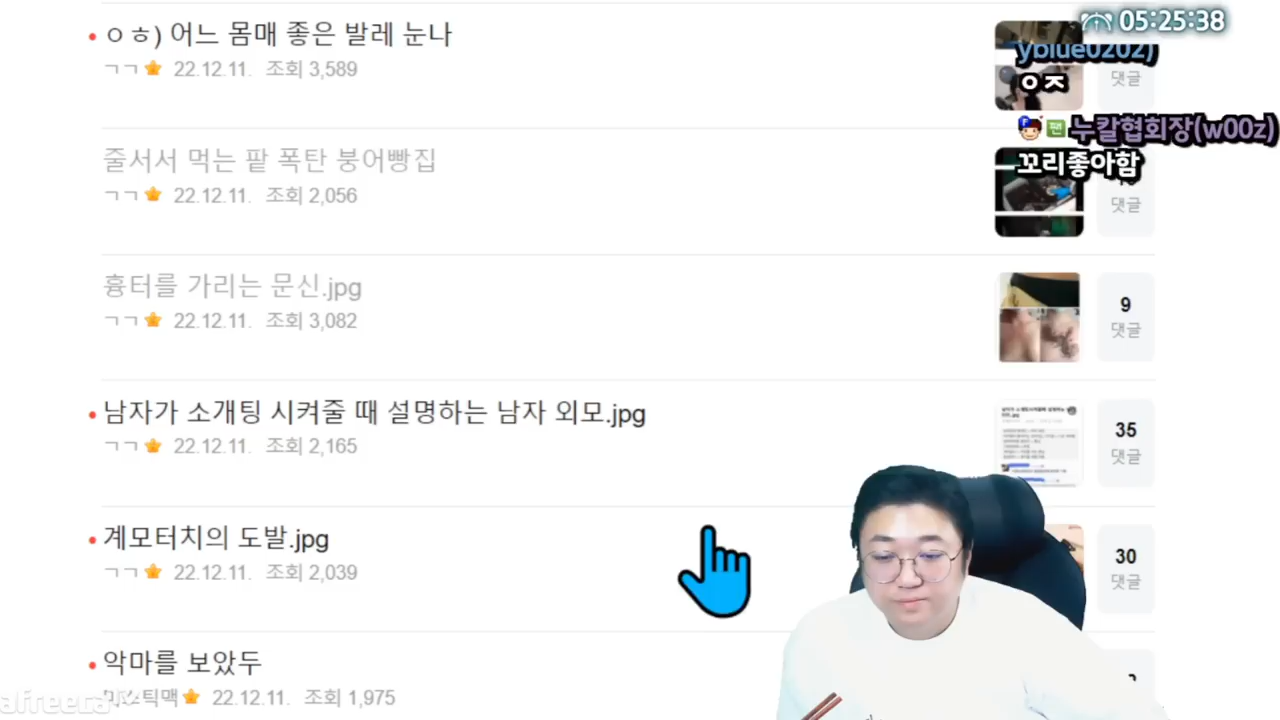 ㅇㅎ) 어느 몸매 좋은 발레 눈나
ㄱㄱ 22.12.11. 조회 3,589
댓글
05:25:38
yblue0202)
ㅇㅈ
누칼협회장(w00z)
꼬리좋아함
줄서서 먹는 팥 폭탄 붕어빵집
ㄱㄱ 22.12.11. 조회 2,056
댓글
흉터를 가리는 문신.jpg
ㄱㄱ 22.12.11. 조회 3,082
9
댓글
남자가 소개팅 시켜줄 때 설명하는 남자 외모.jpg
ㄱㄱ 22.12.11. 조회 2,165
35
댓글
계모터치의 도발.jpg
ㄱㄱ 22.12.11. 조회 2,039
30
댓글
악마를 보았두
22.12.11. 조회 1,975
afreecaTV